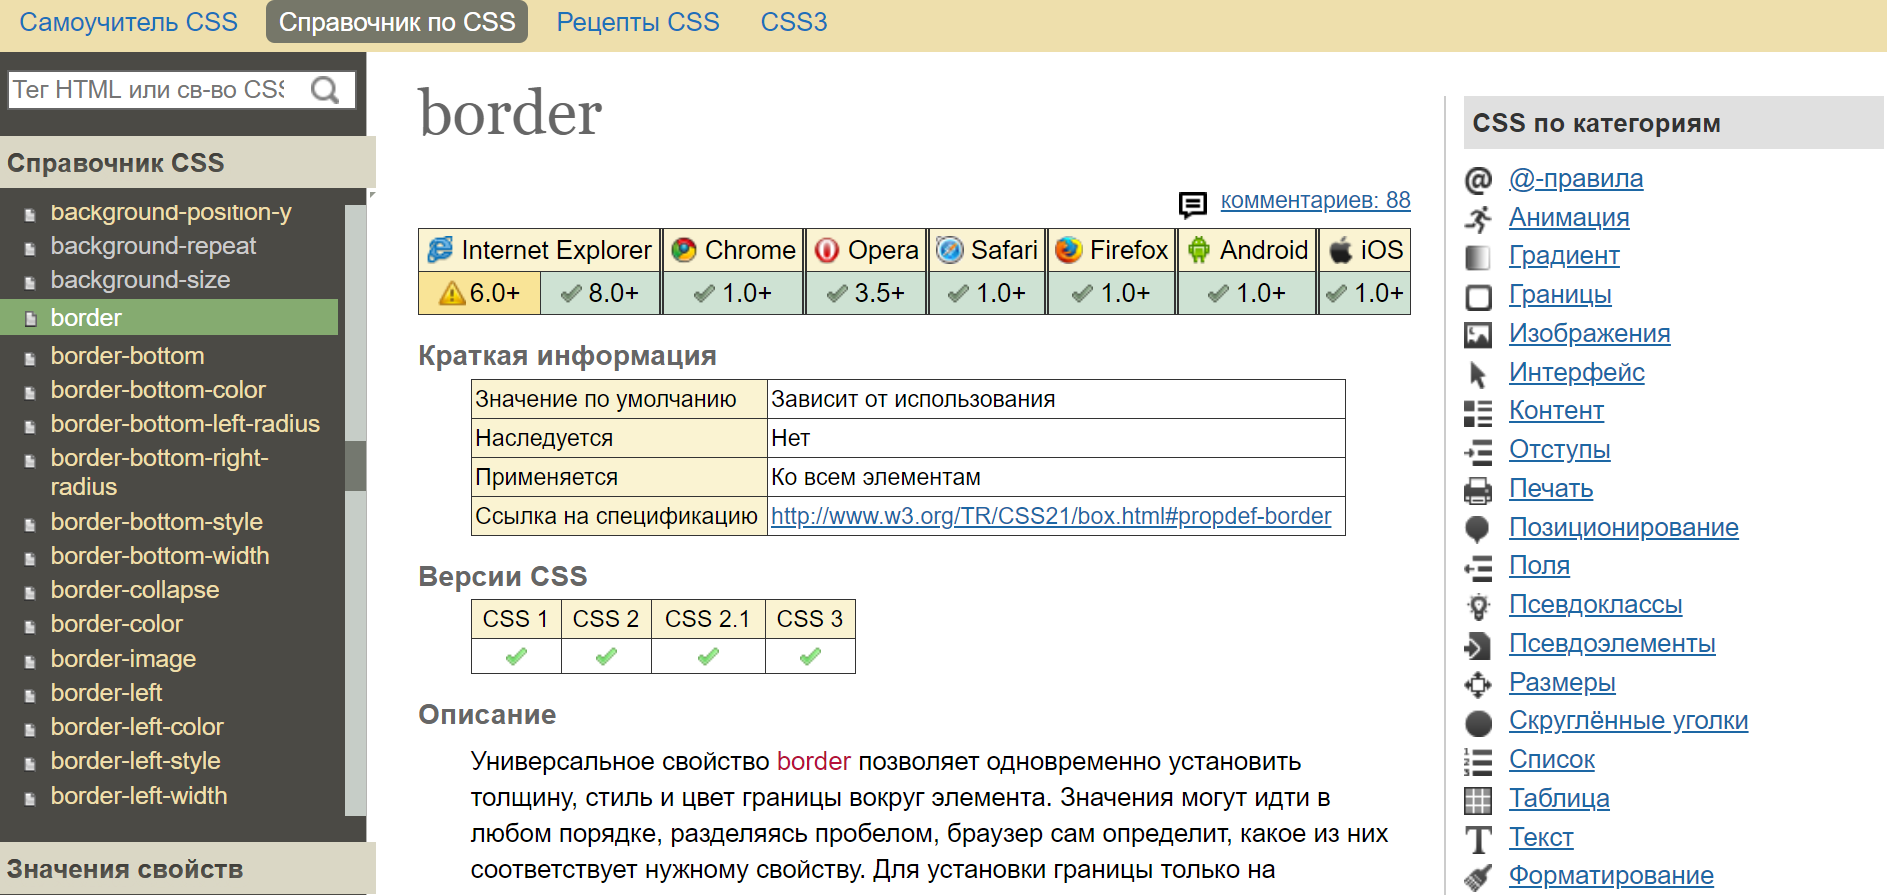 Самоучитель CSS
Справочник по CSS
Рецепты CSS
CSS3
Тег HTML или св-во CSS
Справочник CSS
background-position-y
background-repeat
background-size
border
border-bottom
border-bottom-color
border-bottom-left-radius
border-bottom-right-
radius
border-bottom-style
border-bottom-width
border-collapse
border-color
border-image
border-left
border-left-color
border-left-style
border-left-width
Значения свойств
border
комментариев: 88
Internet Explorer Chrome Opera Safari Firefox Android iOS
6.0+ 8.0+ 1.0+ 3.5+ 1.0+ 1.0+ 1.0+ 1.0+
Краткая информация
Значение по умолчанию Зависит от использования
Наследуется Нет
Применяется Ко всем элементам
Ссылка на спецификацию http://www.w3.org/TR/CSS21/box.html#propdef-border
Версии CSS
CSS 1 CSS 2 CSS 2.1 CSS 3
Описание
Универсальное свойство border позволяет одновременно установить
толщину, стиль и цвет границы вокруг элемента. Значения могут идти в
любом порядке, разделяясь пробелом, браузер сам определит, какое из них
соответствует нужному свойству. Для установки границы только на
CSS по категориям
@-правила
Анимация
Градиент
Границы
Изображения
Интерфейс
Контент
Отступы
Печать
Позиционирование
Поля
Псевдоклассы
Псевдоэлементы
Размеры
Скруглённые уголки
Список
Таблица
Текст
Форматирование